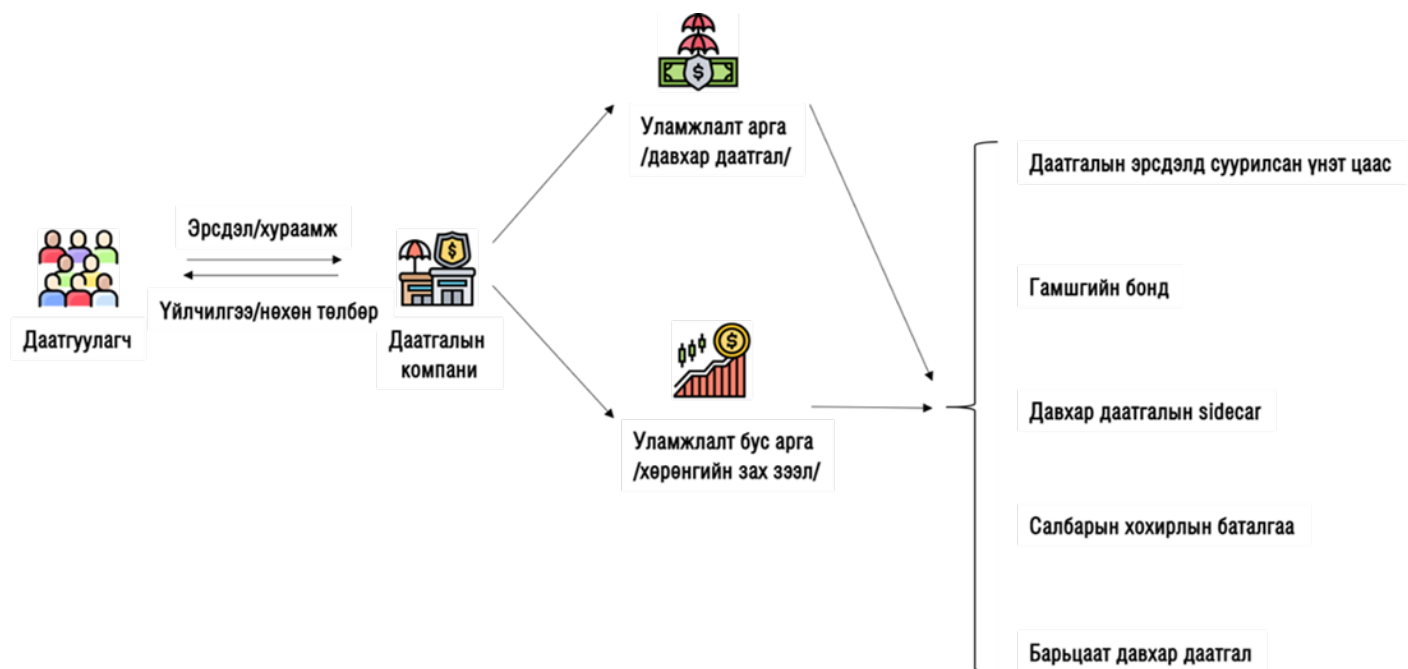 Уламжлалт арга
/давхар даатгал/
Даатгалын эрсдэлд суурилсан үнэт цаас
Эрсдэл/хураамж
Гамшгийн бонд
Үйлчилгээ/нөхөн төлбөр
Даатгуулагч
Даатгалын
компани
Давхар даатгалын sidecar
Уламжлалт бус арга
/хөрөнгийн зах зээл/
Салбарын хохирлын баталгаа
Барьцаат давхар даатгал